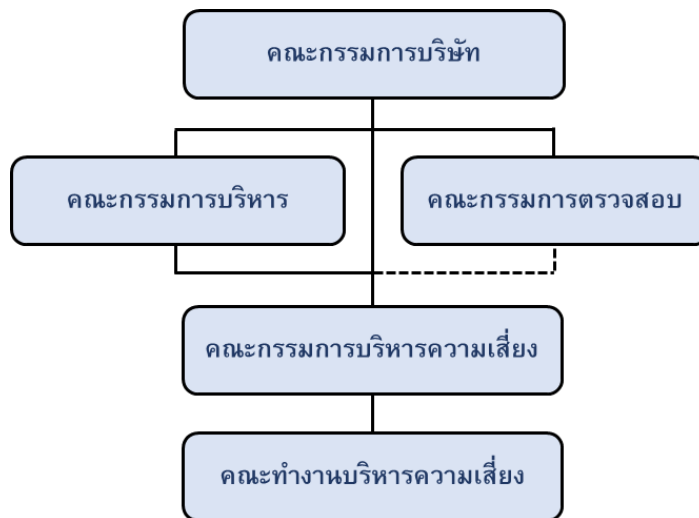 คณะกรรมการบริษัท
คณะกรรมการบริหาร
คณะกรรมการตรวจสอบ
คณะกรรมการบริหารความเสี่ยง
คณะทำงานบริหารความเสี่ยง